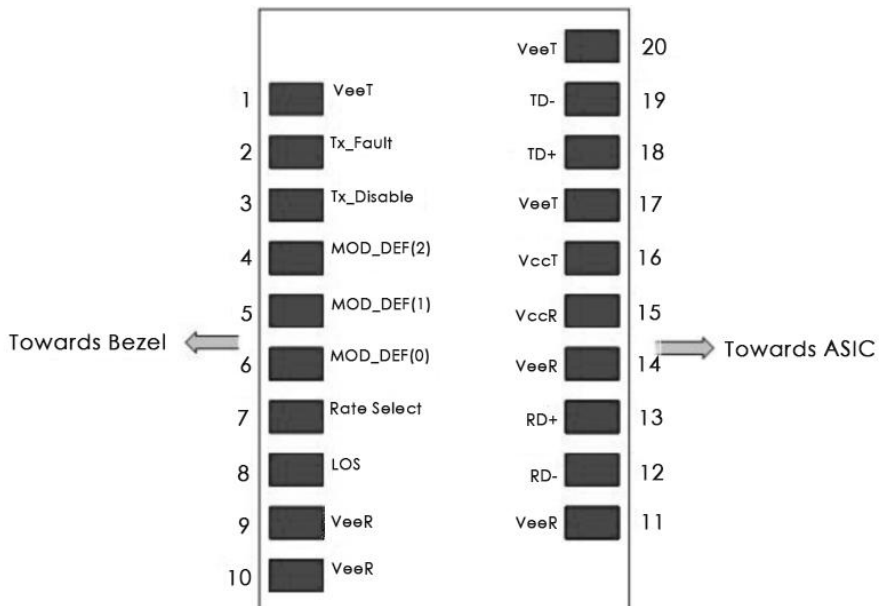 VeeT 20
1 VeeT
TD- 19
2 Tx_Fault
TD+ 18
3 Tx_Disable
VeeT 17
4 MOD_DEF(2)
VccT 16
5 MOD_DEF(1)
VccR 15
Towards Bezel
6 MOD_DEF(0)
VeeR 14
Towards ASIC
7 Rate Select
RD+ 13
8 LOS
RD- 12
9 VeeR
VeeR 11
10 VeeR